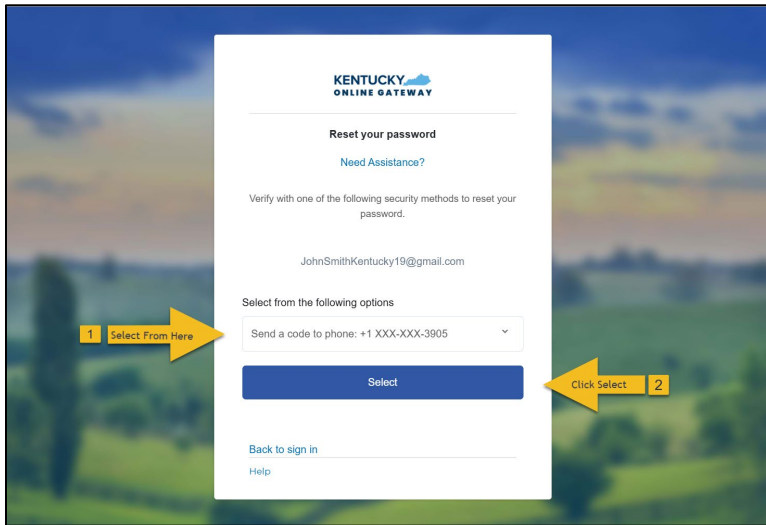 KENTUCKY
ONLINE GATEWAY
Reset your password
Need Assistance?
Verify with one of the following security methods to reset your
password.
JohnSmithKentucky19@gmail.com
Select from the following options
1 Select From Here
Send a code to phone: +1 XXX-XXX-3905
Select
Click Select 2
Back to sign in
Help